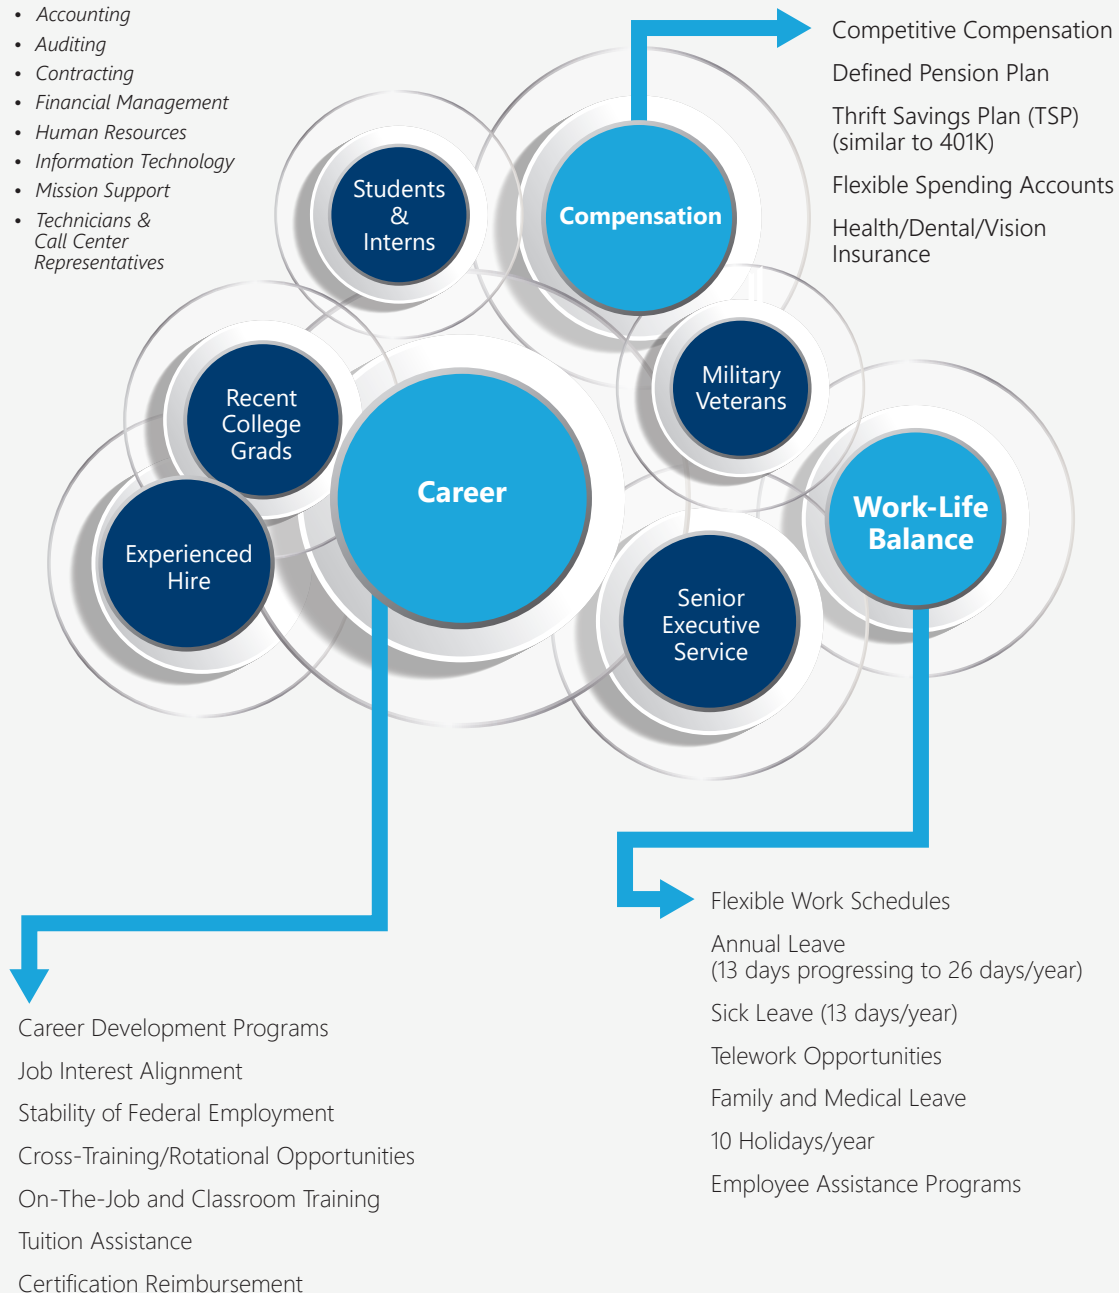 • Accounting
• Auditing
• Contracting
• Financial Management
• Human Resources
• Information Technology
• Mission Support
• Technicians &
Call Center
Representatives
Competitive Compensation
Defined Pension Plan
Thrift Savings Plan (TSP)
(similar to 401K)
Flexible Spending Accounts
Health/Dental/Vision
Insurance
Students
&
Interns
Compensation
Military
Veterans
Recent
College
Grads
Career
Work-Life
Balance
Experienced
Hire
Senior
Executive
Service
Career Development Programs
Job Interest Alignment
Stability of Federal Employment
Cross-Training/Rotational Opportunities
On-The-Job and Classroom Training
Tuition Assistance
Certification Reimbursement
Flexible Work Schedules
Annual Leave
(13 days progressing to 26 days/year)
Sick Leave (13 days/year)
Telework Opportunities
Family and Medical Leave
10 Holidays/year
Employee Assistance Programs